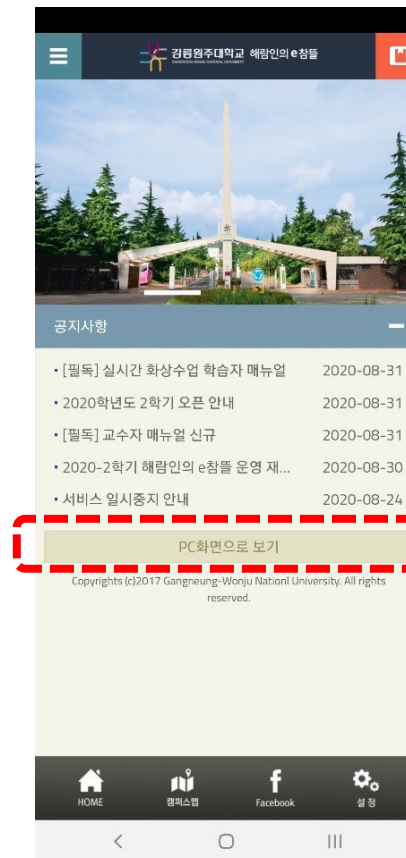 강릉원주대학교 해람인의 e참뜰
GANGNEUNG-WONJU NATIONAL UNIVERSITY
공지사항
• [필독] 실시간 화상수업 학습자 매뉴얼 2020-08-31
• 2020학년도 2학기 오픈 안내 2020-08-31
• [필독] 교수자 매뉴얼 신규 2020-08-31
• 2020-2학기 해람인의 e참뜰 운영 재... 2020-08-30
• 서비스 일시중지 안내 2020-08-24
PC화면으로 보기
Copyrights (c)2017 Gangneung-Wonju Nationl University. All rights
reserved.
HOME 캠퍼스맵 Facebook 설정